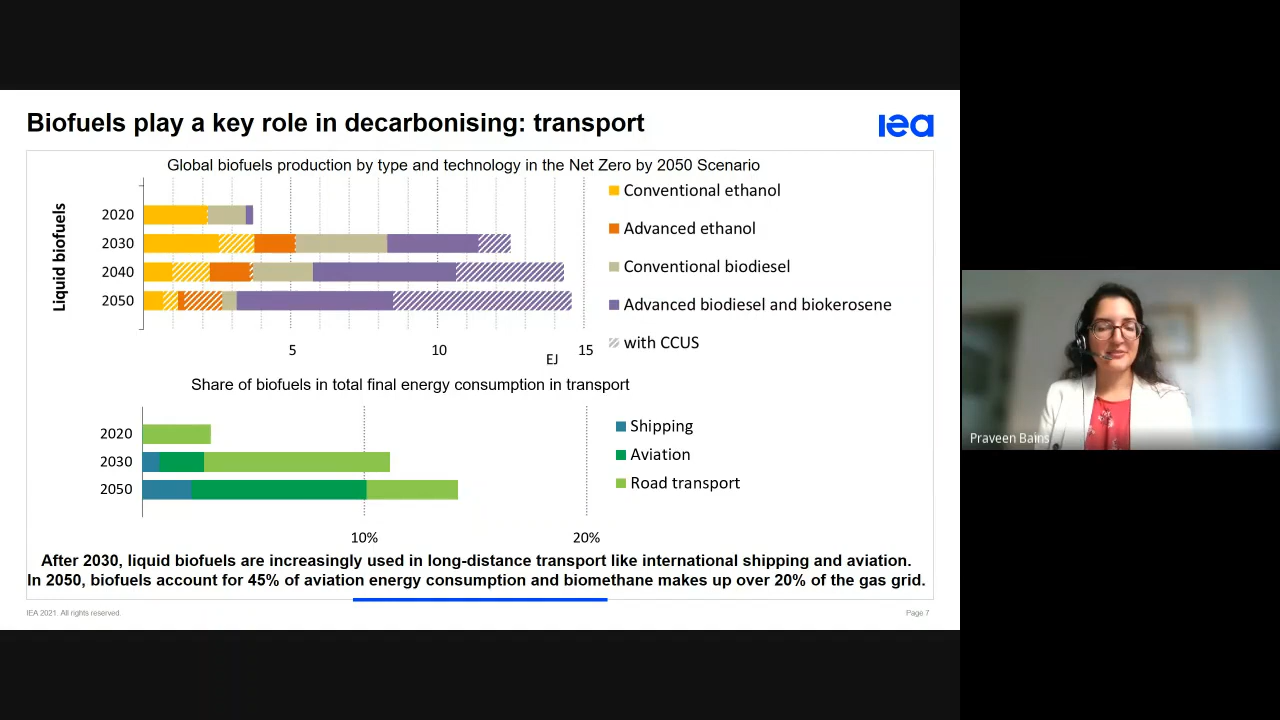 Biofuels play a key role in decarbonising: transport
iea
Global biofuels production by type and technology in the Net Zero by 2050 Scenario
Liquid biofuels
2020
2030
2040
2050
5
10
15
EJ
Conventional ethanol
Advanced ethanol
Conventional biodiesel
Advanced biodiesel and biokerosene
with CCUS
Share of biofuels in total final energy consumption in transport
2020
2030
2050
10%
20%
Shipping
Aviation
Road transport
After 2030, liquid biofuels are increasingly used in long-distance transport like international shipping and aviation.
In 2050, biofuels account for 45% of aviation energy consumption and biomethane makes up over 20% of the gas grid.
IEA 2021. All rights reserved.
Page 7
Praveen Bains